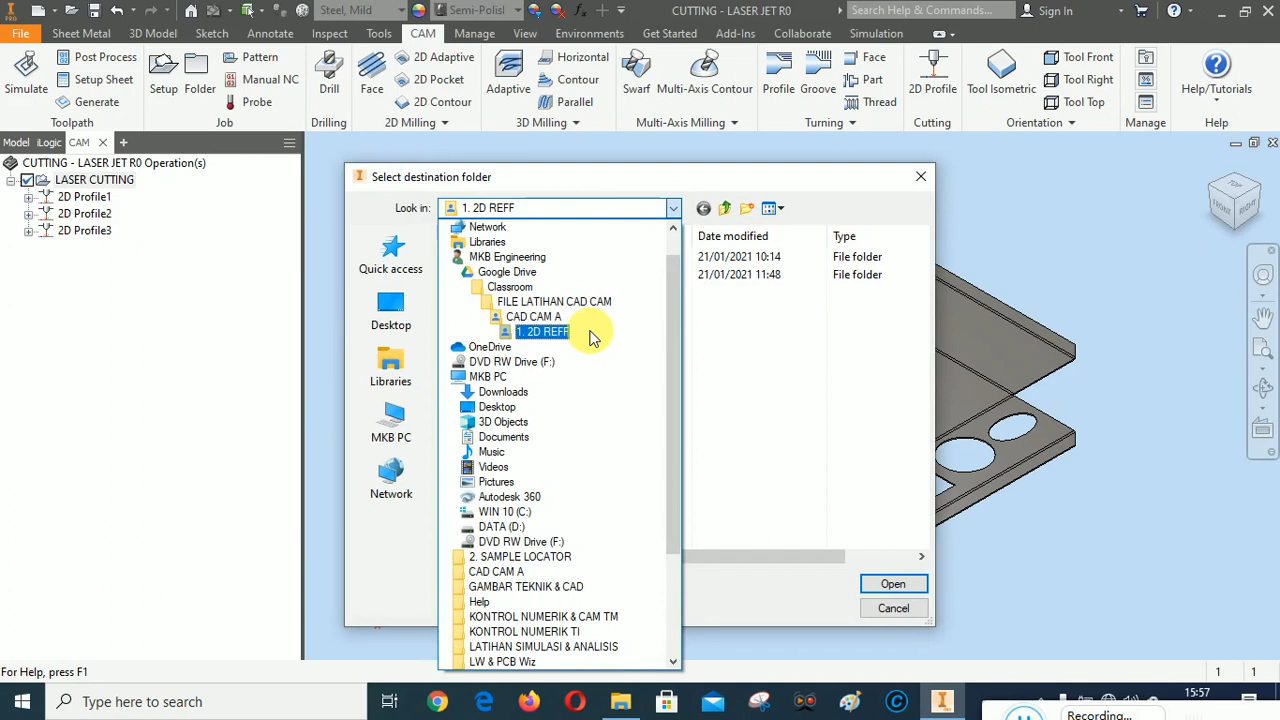 PRO
Steel, Mild
Semi-Polisl
CUTTING - LASER JET R0
Search Help & Commands...
Sign In
File
Sheet Metal
3D Model
Sketch
Annotate
Inspect
Tools
CAM
Manage
View
Environments
Get Started
Add-Ins
Collaborate
Simulation
Simulate
Post Process
Setup Sheet
Generate
Toolpath
Setup
Folder
Pattern
Manual NC
Probe
Job
Drill
Drilling
Face
2D Adaptive
2D Pocket
2D Contour
2D Milling
Adaptive
Horizontal
Contour
Parallel
3D Milling
Swarf
Multi-Axis Contour
Multi-Axis Milling
Profile
Groove
Face
Part
Thread
Turning
2D Profile
Cutting
Tool Isometric
Tool Front
Tool Right
Tool Top
Orientation
Manage
Help/Tutorials
Help
Model
iLogic
CAM
CUTTING - LASER JET R0 Operation(s)
LASER CUTTING
2D Profile1
2D Profile2
2D Profile3
Select destination folder
Look in:
1. 2D REFF
Quick access
Desktop
Libraries
MKB PC
Network
Network
Libraries
MKB Engineering
Google Drive
Classroom
FILE LATIHAN CAD CAM
CAD CAM A
1. 2D REFF
OneDrive
DVD RW Drive (F:)
MKB PC
Downloads
Desktop
3D Objects
Documents
Music
Videos
Pictures
Autodesk 360
WIN 10 (C:)
DATA (D:)
DVD RW Drive (F:)
2. SAMPLE LOCATOR
CAD CAM A
GAMBAR TEKNIK & CAD
Help
KONTROL NUMERIK & CAM TM
KONTROL NUMERIK TI
LATIHAN SIMULASI & ANALISIS
LW & PCB Wiz
Date modified
Type
21/01/2021 10:14
File folder
21/01/2021 11:48
File folder
Open
Cancel
TOP
FRONT
RIGHT
For Help, press F1
1
1
Type here to search
15:57
Recording...